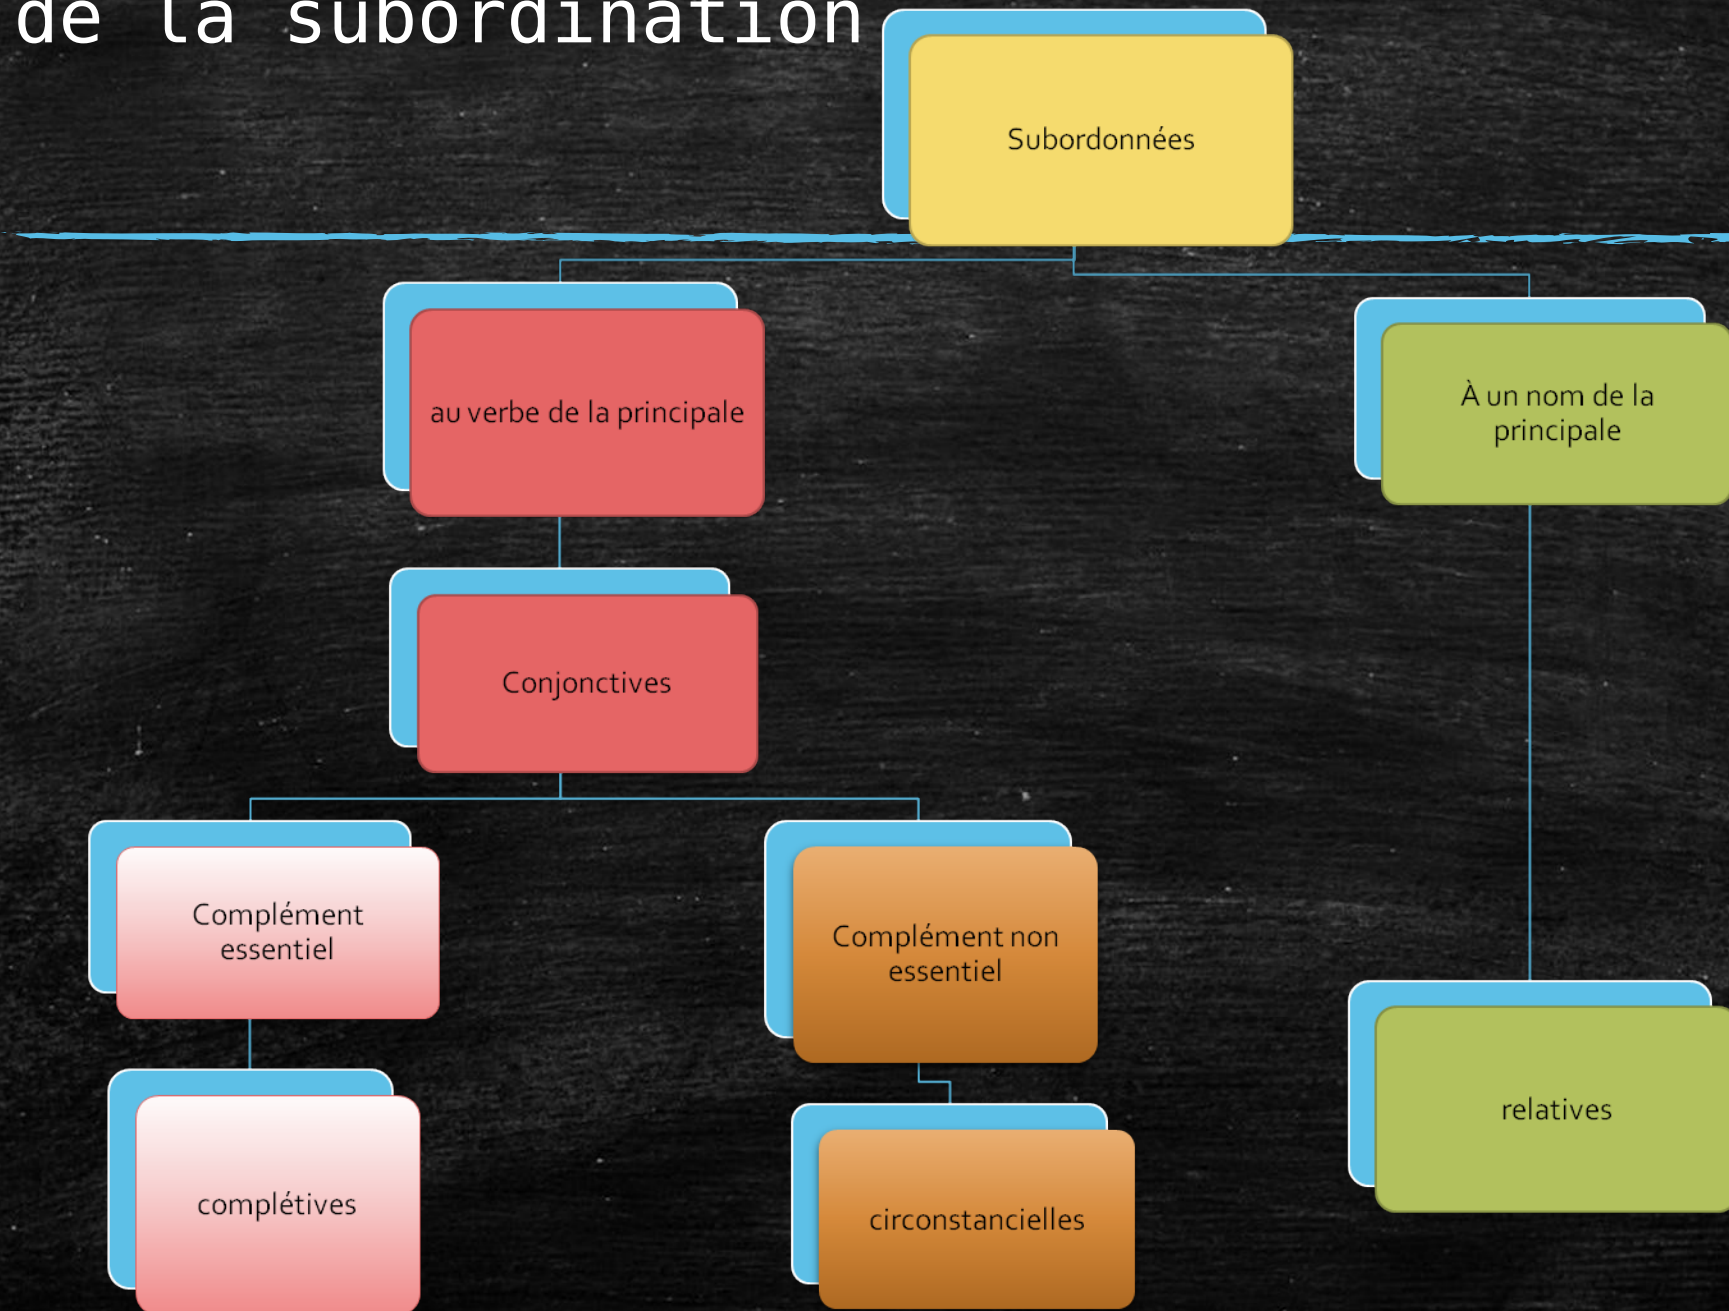 de la subordination
Subordonnées
au verbe de la principale
À un nom de la
principale
Conjonctives
Complément
essentiel
Complément non
essentiel
complétives
circonstancielles
relatives